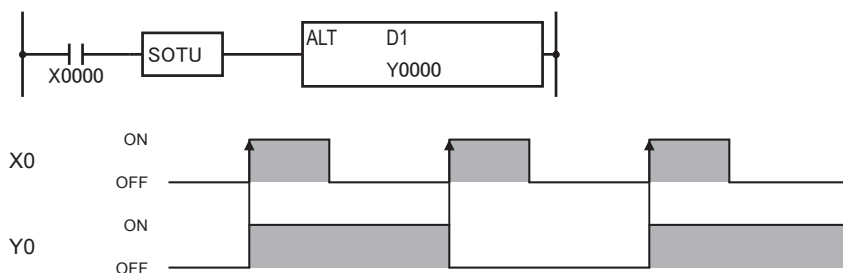 SOTU
ALT D1
X0000
Y0000
ON
X0
OFF
ON
Y0
OFF